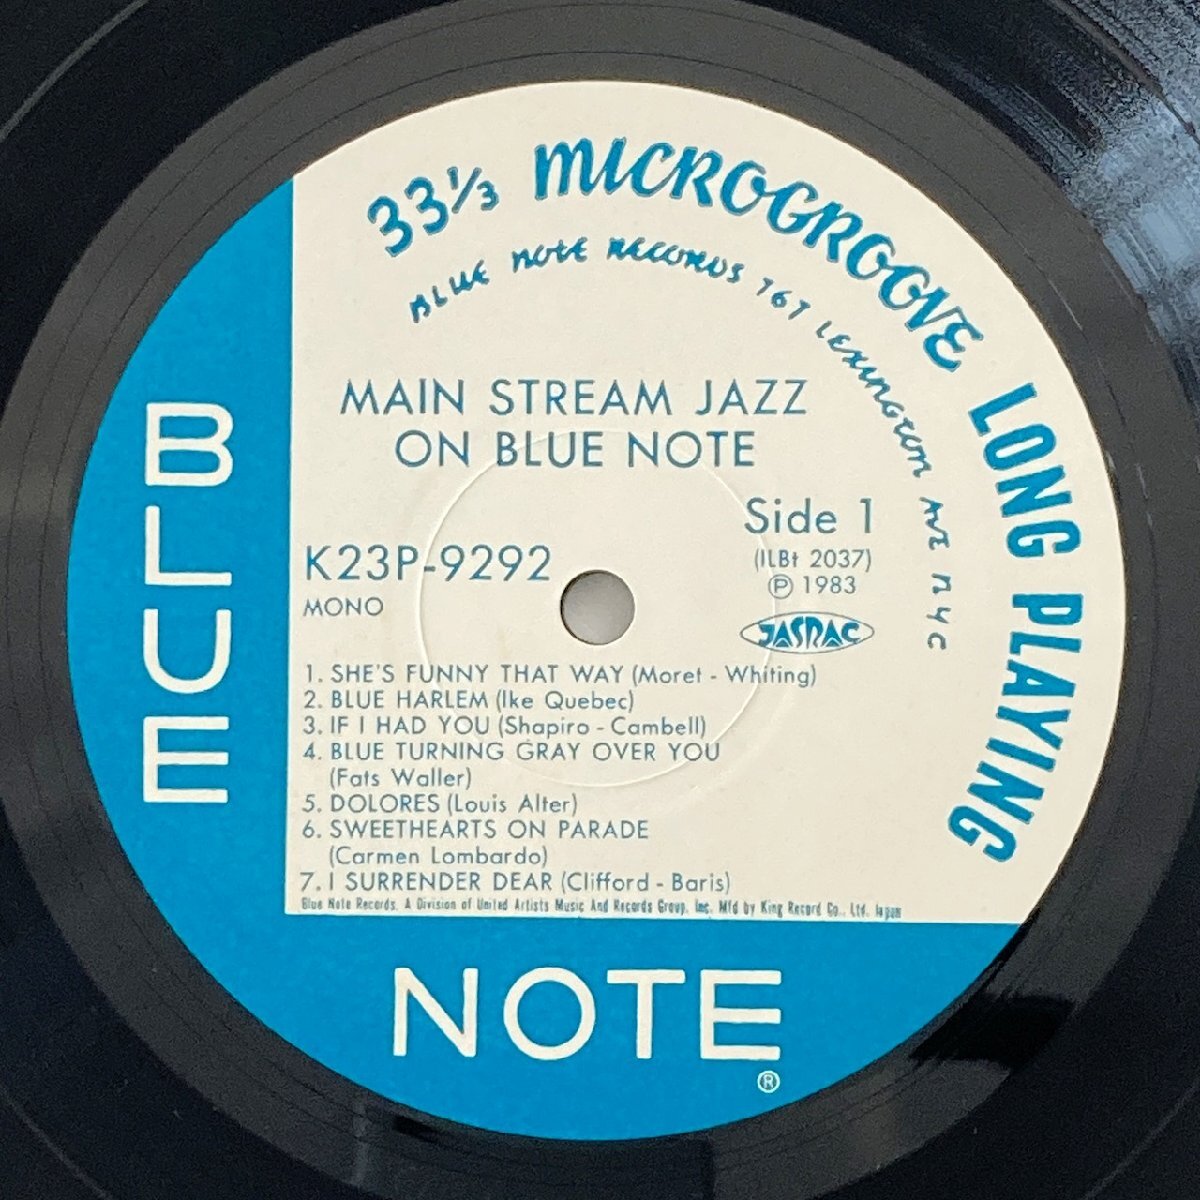 33⅓ MICROGROOVE LONG PLAYING
BLUE NOTE RECORDS 767 LEXINGTON AVE NYC
MAIN STREAM JAZZ
ON BLUE NOTE
Side 1
K23P-9292
(ILBt 2037)
MONO
Ⓟ 1983
JASRAC
1. SHE'S FUNNY THAT WAY (Moret - Whiting)
2. BLUE HARLEM (Ike Quebec)
3. IF I HAD YOU (Shapiro - Cambell)
4. BLUE TURNING GRAY OVER YOU
(Fats Waller)
5. DOLORES (Louis Alter)
6. SWEETHEARTS ON PARADE
(Carmen Lombardo)
7. I SURRENDER DEAR (Clifford - Baris)
Blue Note Records. A Division of United Artists Music And Records Group, Inc. Mfd by King Record Co., Ltd. Japan
BLUE
NOTE
®